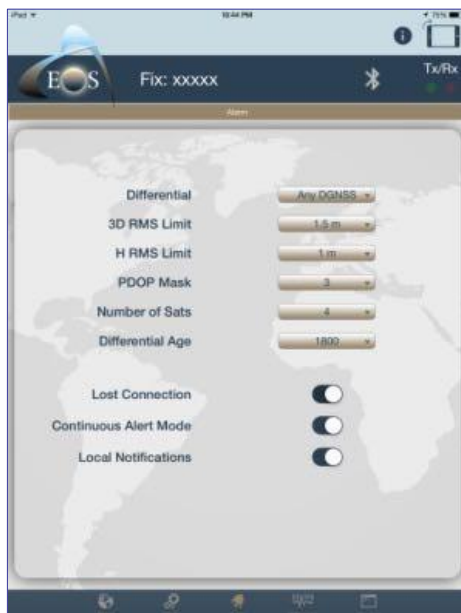 iPad
10:44 PM
75%
EOS
Fix: xxxxx
Tx/Rx
Alarm
Differential Any DGNSS
3D RMS Limit 1.5 m
H RMS Limit 1 m
PDOP Mask 3
Number of Sats 4
Differential Age 1800
Lost Connection
Continuous Alert Mode
Local Notifications